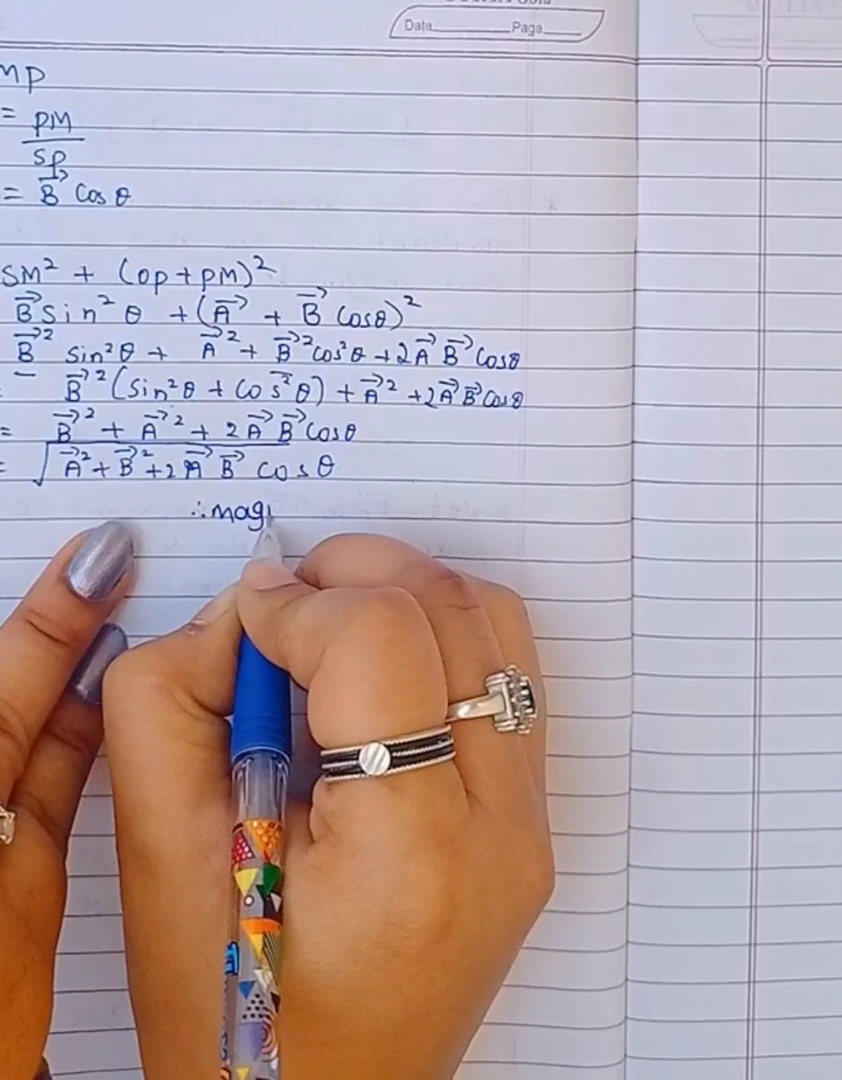 Date Page
MP
= PM
SP
= B⃗ Cos θ
SM² + (OP + PM)²
B⃗ sin² θ + (A⃗ + B⃗ Cosθ)²
B⃗² sin²θ + A⃗² + B⃗² cos²θ + 2A⃗ B⃗ Cosθ
= B⃗² (Sin²θ + Cos²θ) + A⃗² + 2A⃗ B⃗ Cosθ
= B⃗² + A⃗² + 2A⃗ B⃗ Cosθ
= √A⃗² + B⃗² + 2A⃗ B⃗ cosθ
∴ magn